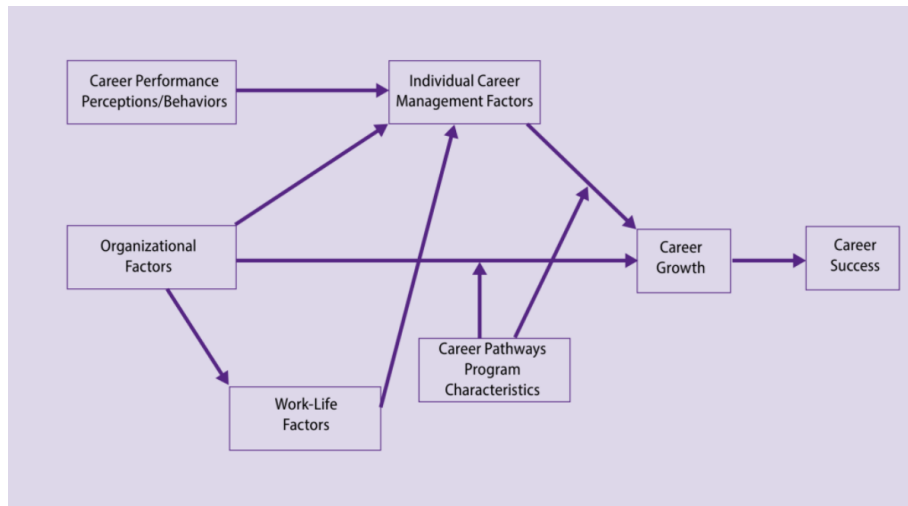 Career Performance
Perceptions/Behaviors
Individual Career
Management Factors
Organizational
Factors
Career
Growth
Career
Success
Career Pathways
Program
Characteristics
Work-Life
Factors